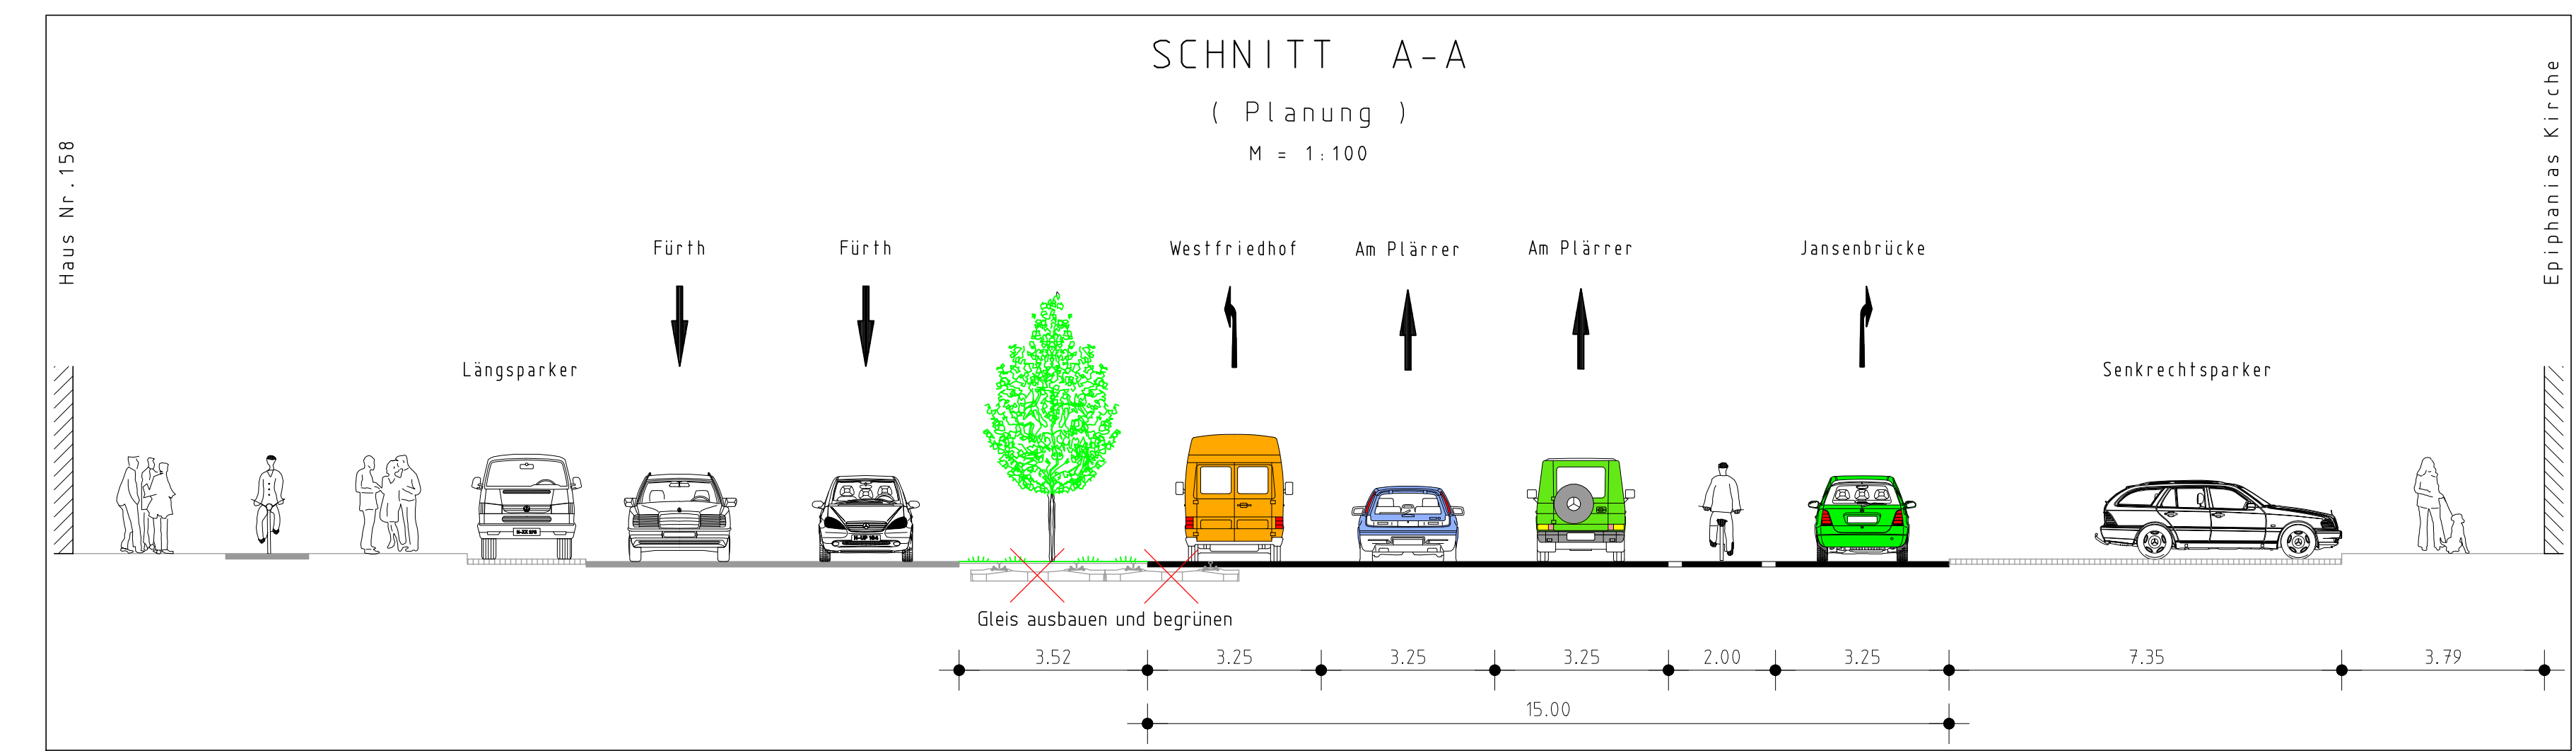 SCHNITT A-A
( Planung )
M = 1:100
Haus Nr.158
Epiphanias Kirche
Fürth
Fürth
Westfriedhof
Am Plärrer
Am Plärrer
Jansenbrücke
Längsparker
Senkrechtsparker
Gleis ausbauen und begrünen
3.52
3.25
3.25
3.25
2.00
3.25
7.35
3.79
15.00